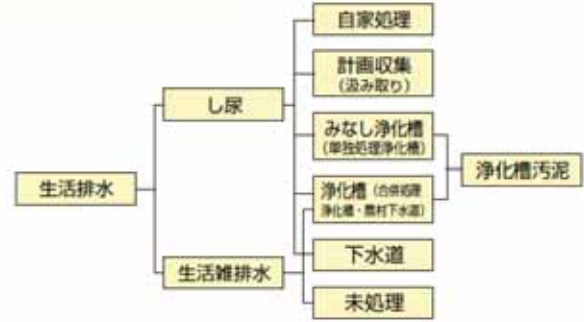 自家処理
計画収集
（汲み取り）
し尿
みなし浄化槽
（単独処理浄化槽）
浄化槽汚泥
生活排水
浄化槽（合併処理
浄化槽・農村下水道）
下水道
生活雑排水
未処理